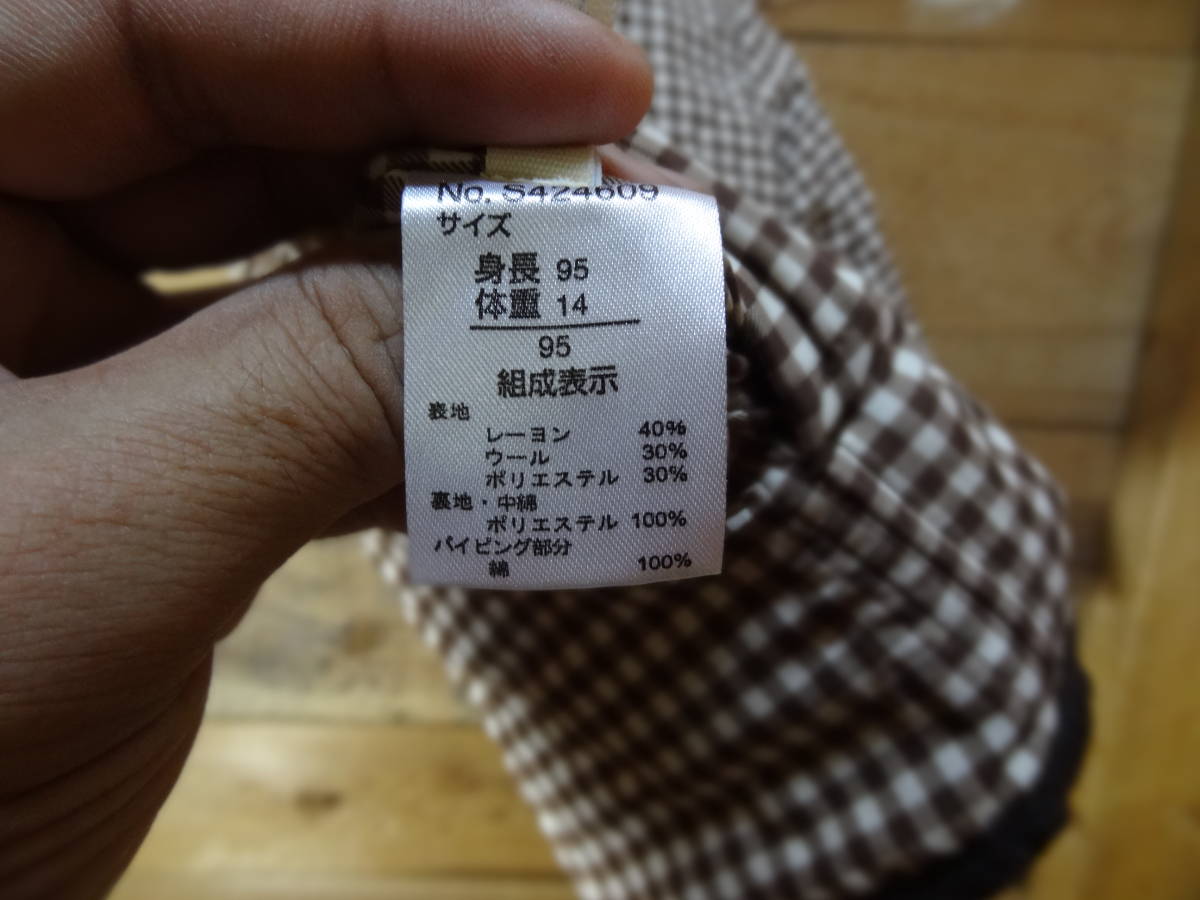 No. S424609
サイズ
身長 95
体重 14
95
組成表示
表地
レーヨン 40%
ウール 30%
ポリエステル 30%
裏地・中綿
ポリエステル 100%
パイピング部分
綿 100%